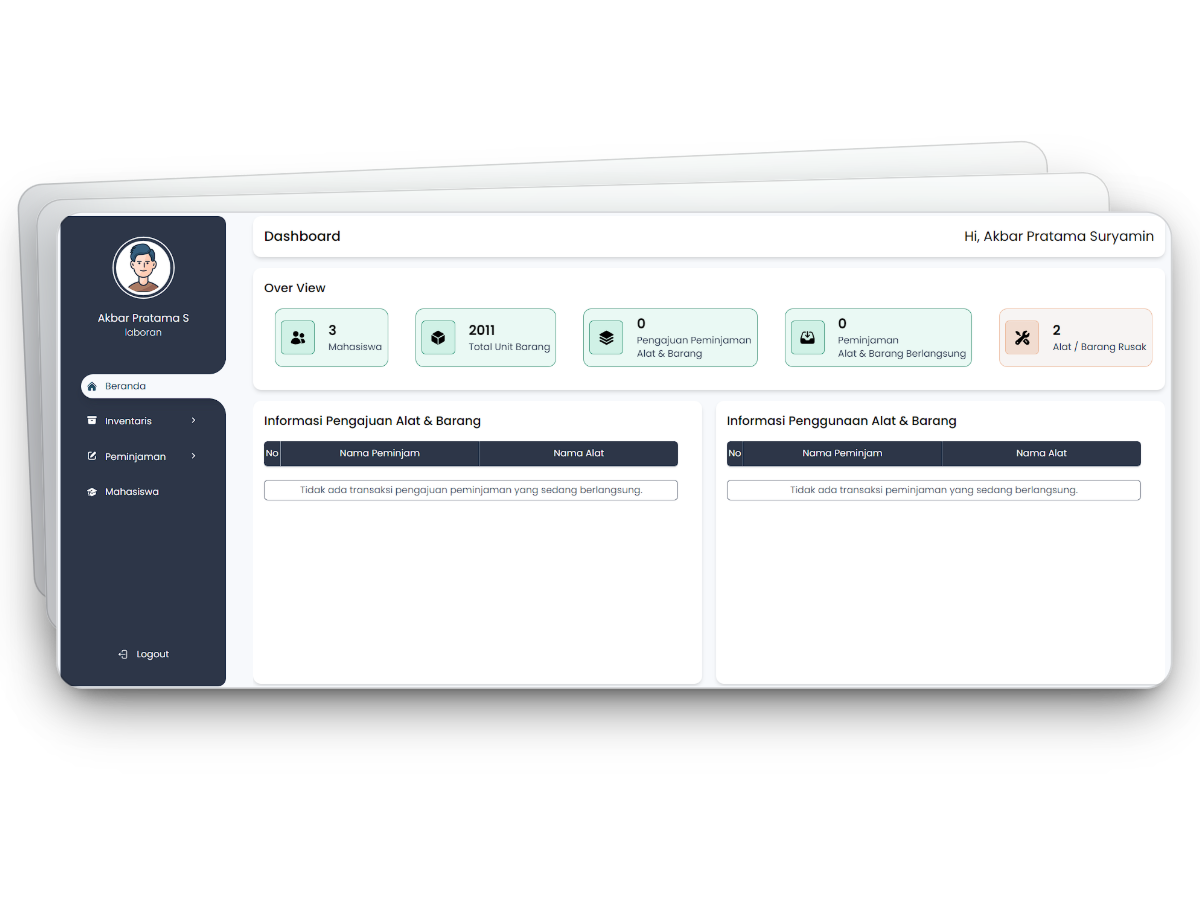 Akbar Pratama S
laboran
Beranda
Inventaris
Peminjaman
Mahasiswa
Logout
Dashboard
Hi, Akbar Pratama Suryamin
Over View
3
Mahasiswa
2011
Total Unit Barang
0
Pengajuan Peminjaman
Alat & Barang
0
Peminjaman
Alat & Barang Berlangsung
2
Alat / Barang Rusak
Informasi Pengajuan Alat & Barang
No Nama Peminjam Nama Alat
Tidak ada transaksi pengajuan peminjaman yang sedang berlangsung.
Informasi Penggunaan Alat & Barang
No Nama Peminjam Nama Alat
Tidak ada transaksi peminjaman yang sedang berlangsung.